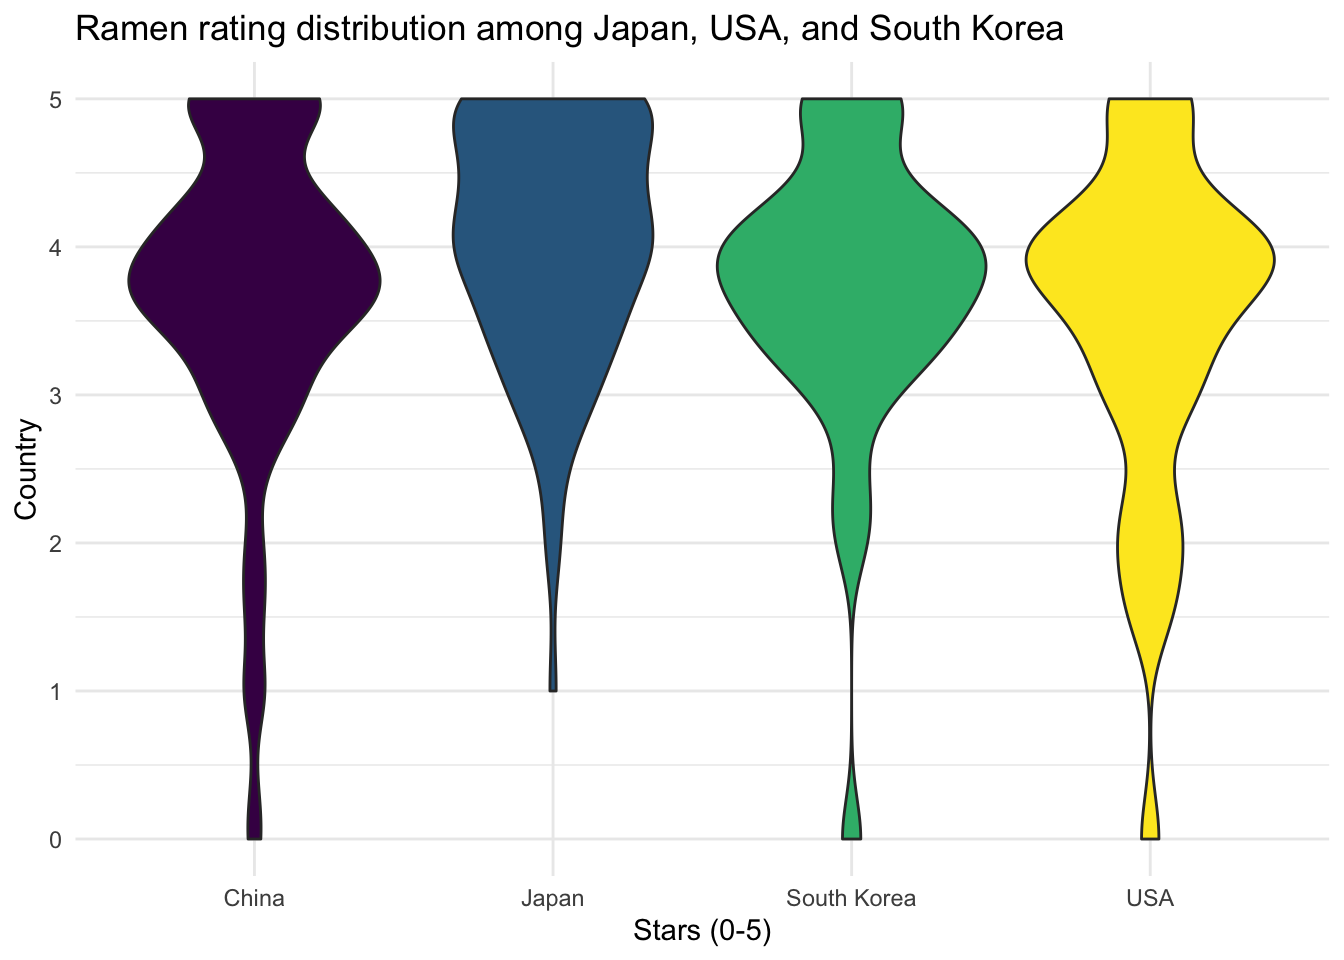 Ramen rating distribution among Japan, USA, and South Korea
5
4
3
2
1
0
Country
China Japan South Korea USA
Stars (0-5)